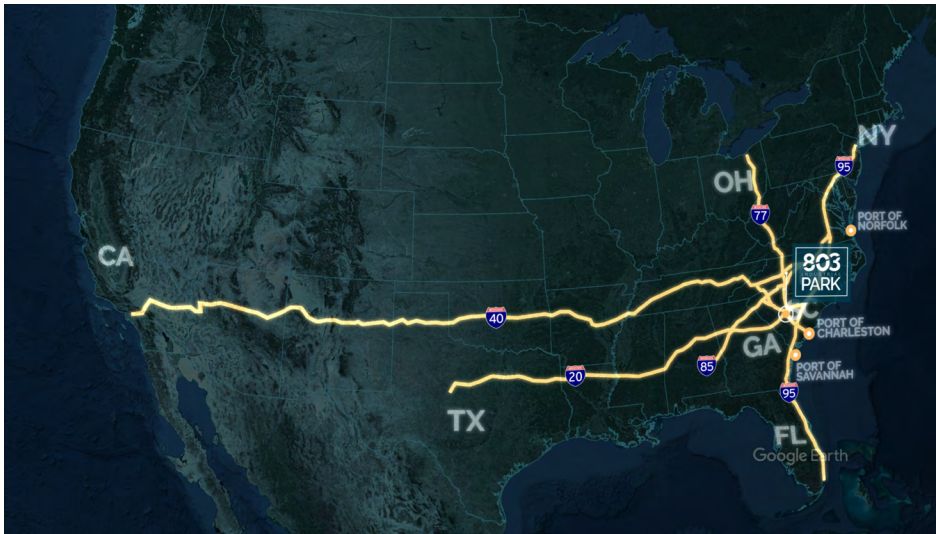 NY
95
OH
77
PORT OF
NORFOLK
CA
803
INDUSTRIAL
PARK
40
PORT OF
CHARLESTON
GA
85
20
PORT OF
SAVANNAH
95
TX
FL
Google Earth